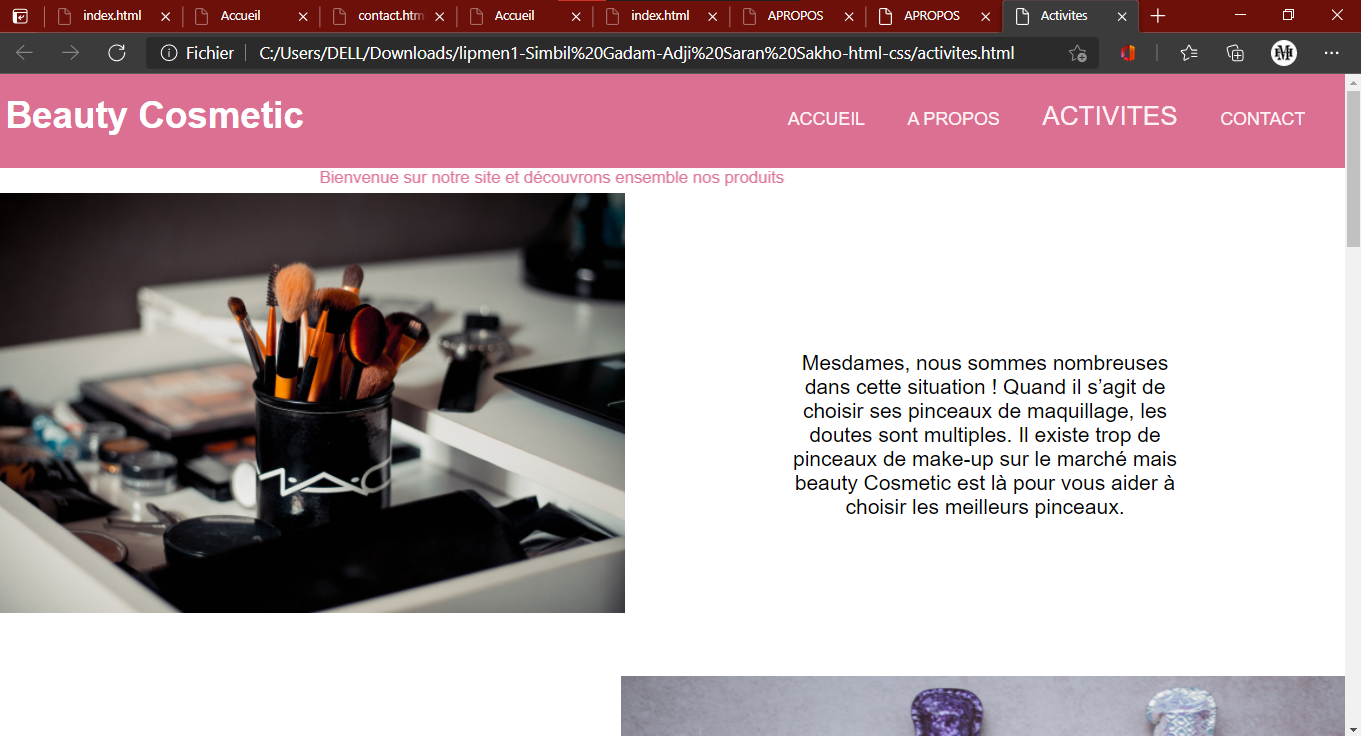 index.html
Accueil
contact.htm
Accueil
index.html
APROPOS
APROPOS
Activites
Fichier
C:/Users/DELL/Downloads/lipmen1-Simbil%20Gadam-Adji%20Saran%20Sakho-html-css/activites.html
Beauty Cosmetic
ACCUEIL
A PROPOS
ACTIVITES
CONTACT
Bienvenue sur notre site et découvrons ensemble nos produits
MAC
Mesdames, nous sommes nombreuses
dans cette situation ! Quand il s’agit de
choisir ses pinceaux de maquillage, les
doutes sont multiples. Il existe trop de
pinceaux de make-up sur le marché mais
beauty Cosmetic est là pour vous aider à
choisir les meilleurs pinceaux.